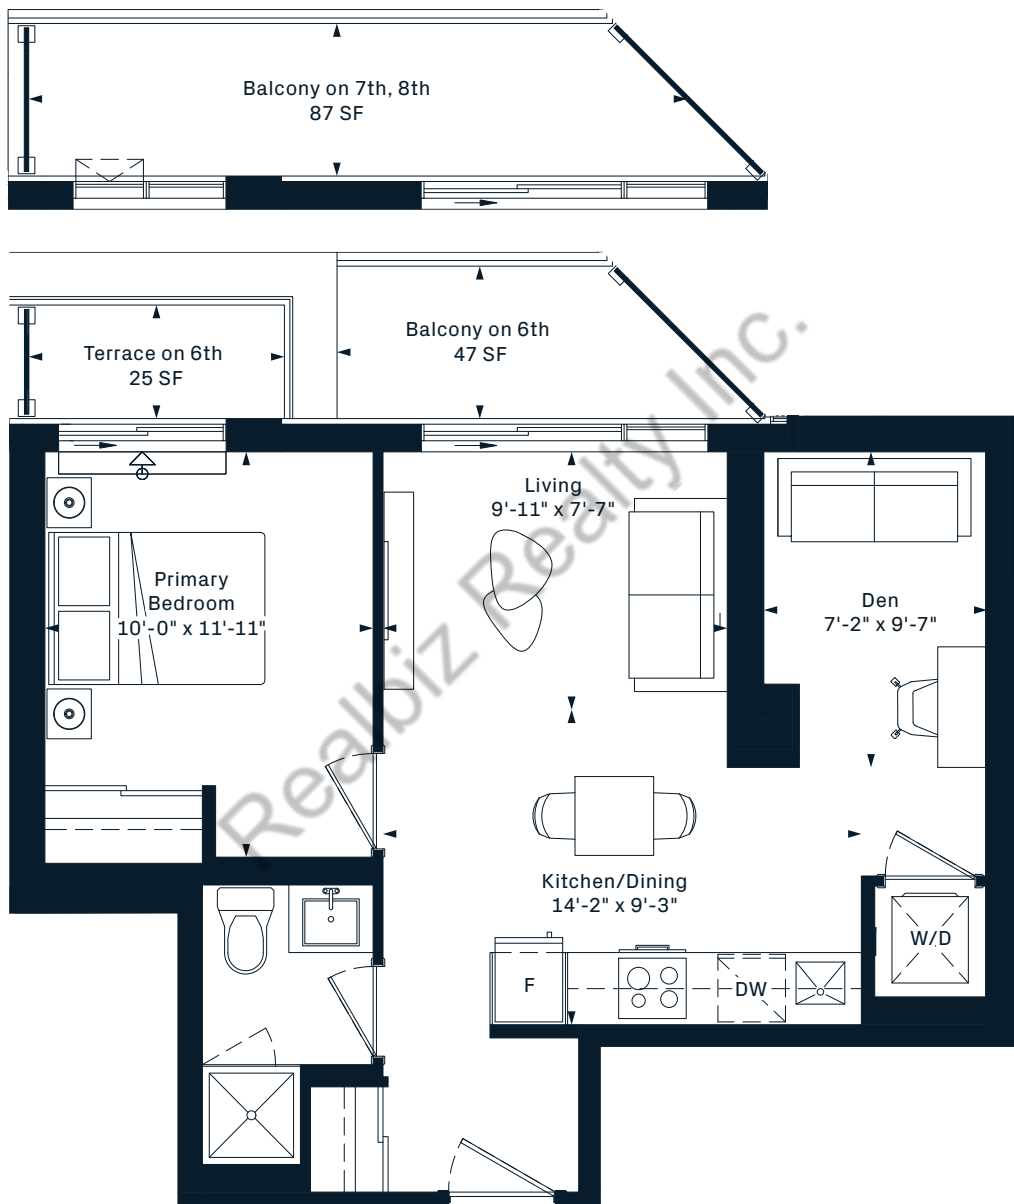 Balcony on 7th, 8th
87 SF
Balcony on 6th
47 SF
Terrace on 6th
25 SF
Living
9'-11" x 7'-7"
Primary
Bedroom
10'-0" x 11'-11"
Den
7'-2" x 9'-7"
Kitchen/Dining
14'-2" x 9'-3"
W/D
F
DW
Realbiz Realty Inc.